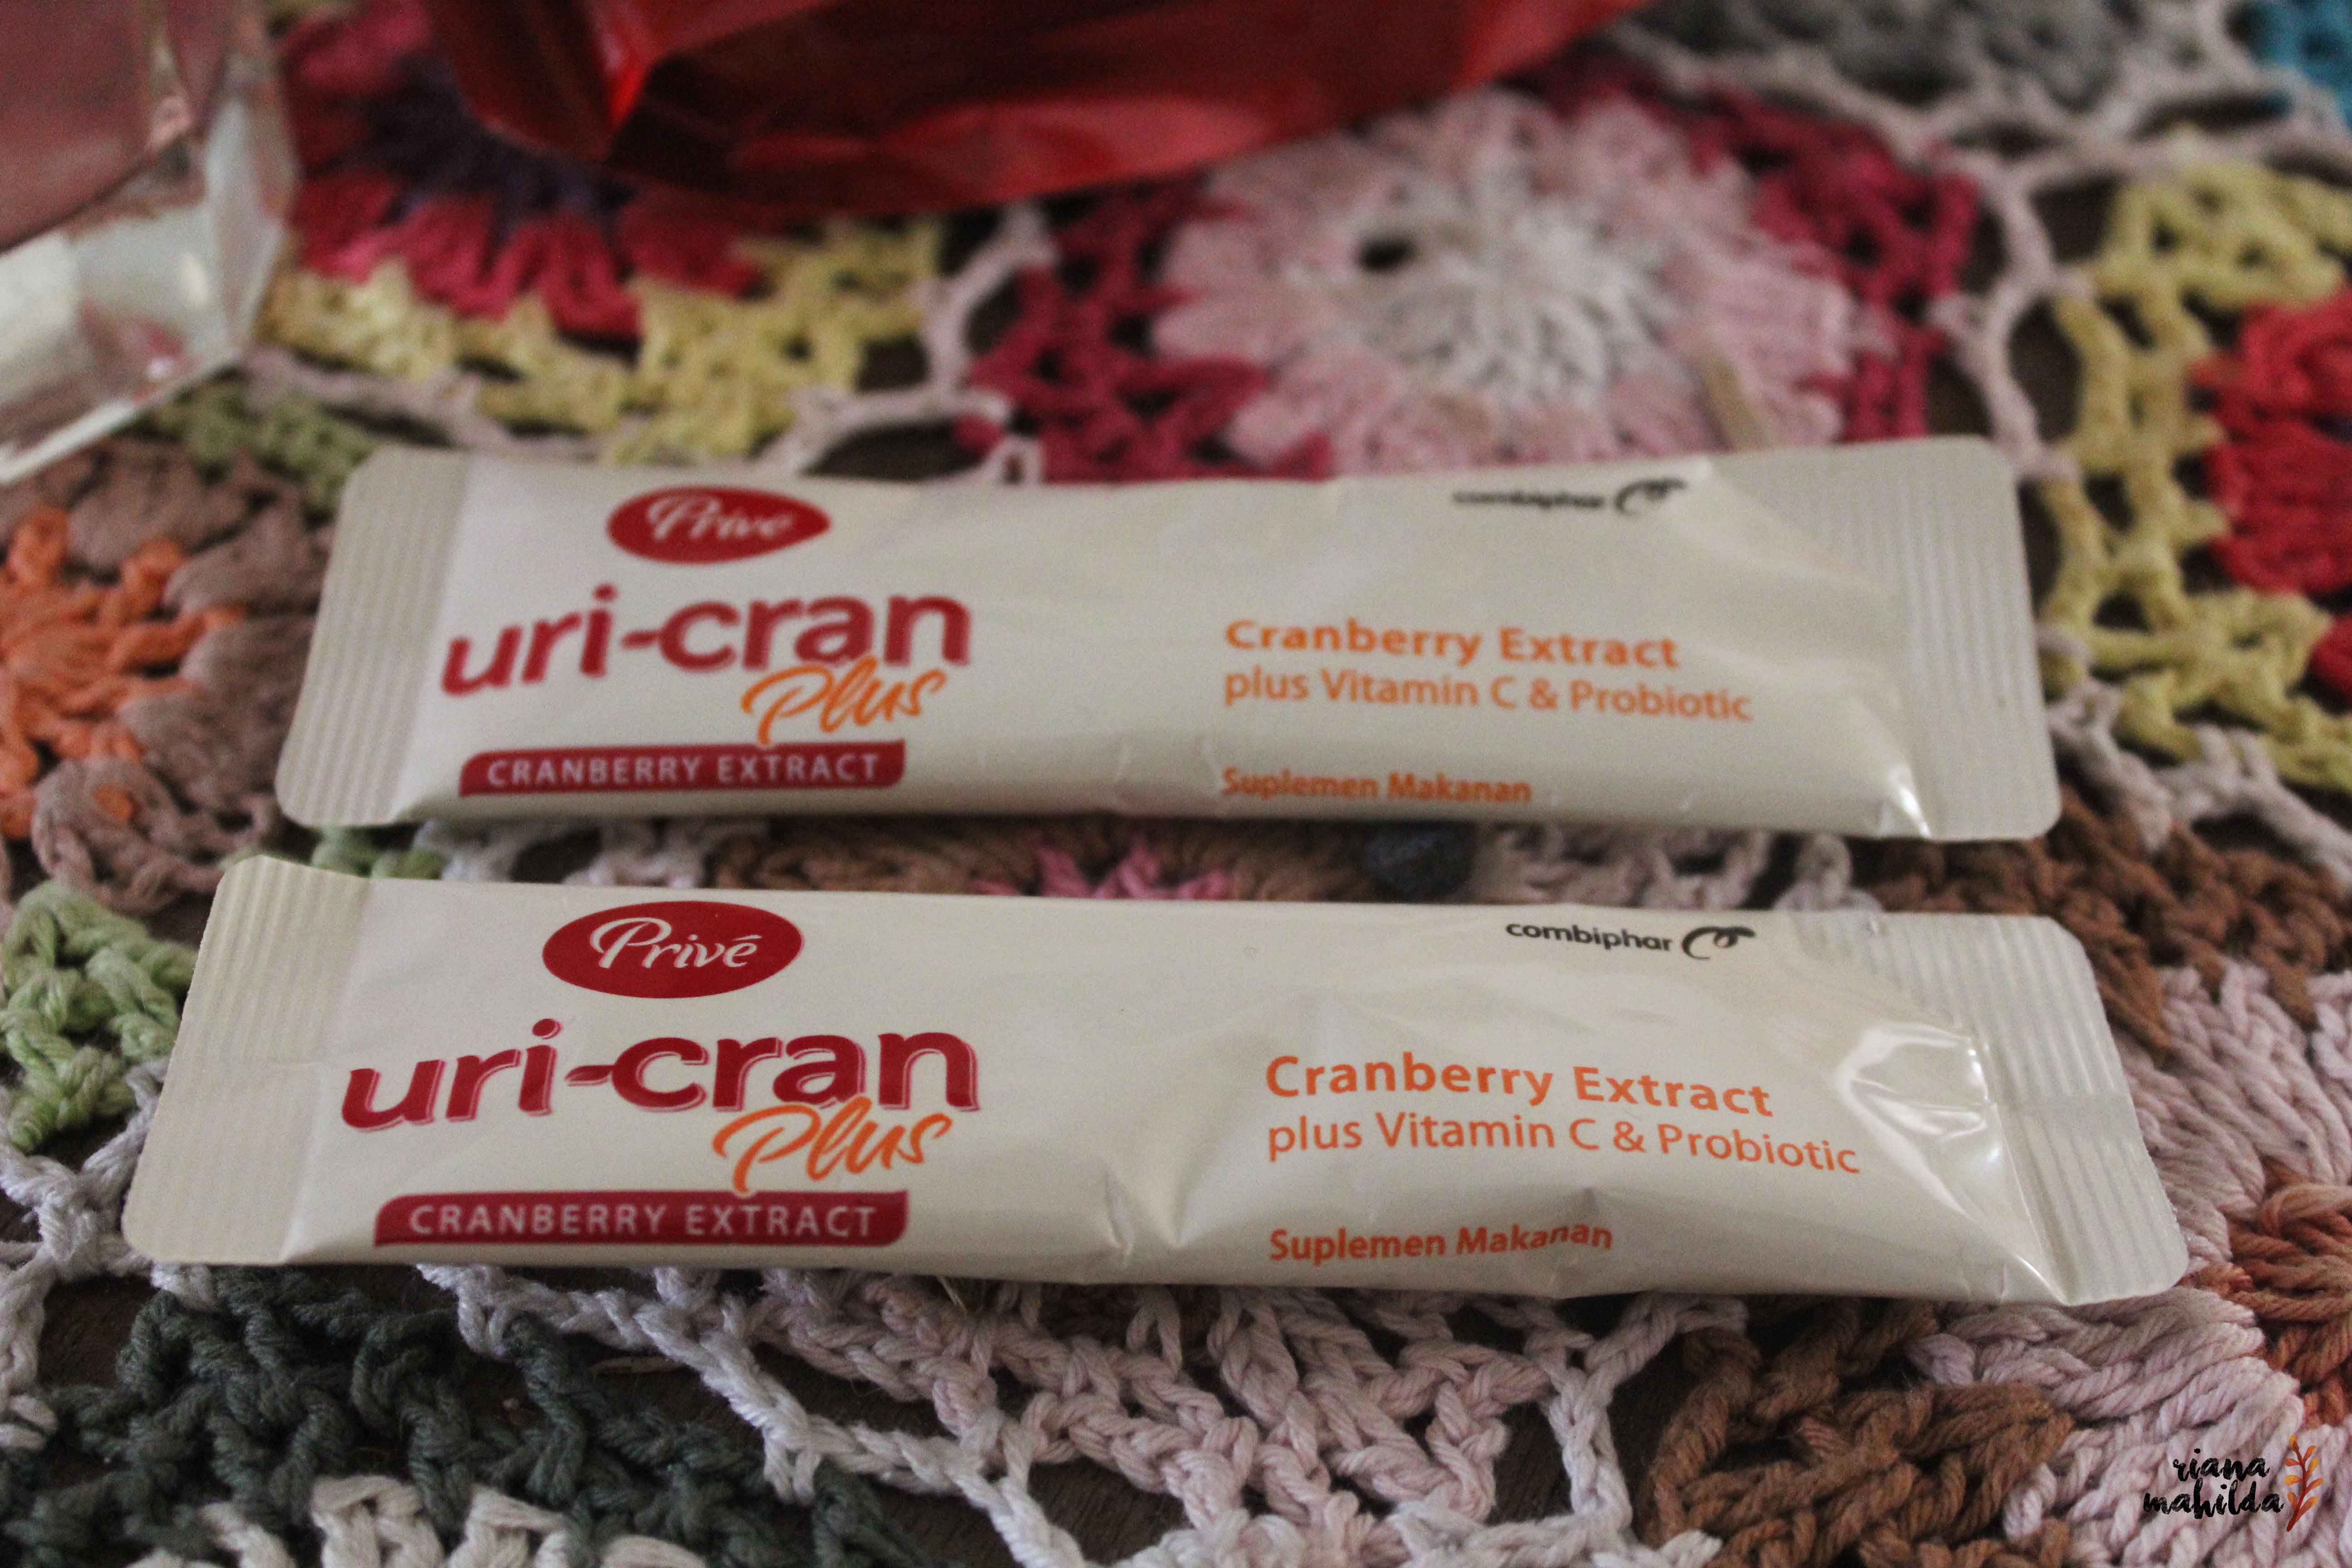 Privé
combiphar
uri-cran
Plus
CRANBERRY EXTRACT
Cranberry Extract
plus Vitamin C & Probiotic
Suplemen Makanan
Privé
combiphar
uri-cran
Plus
CRANBERRY EXTRACT
Cranberry Extract
plus Vitamin C & Probiotic
Suplemen Makanan
riana
mahilda